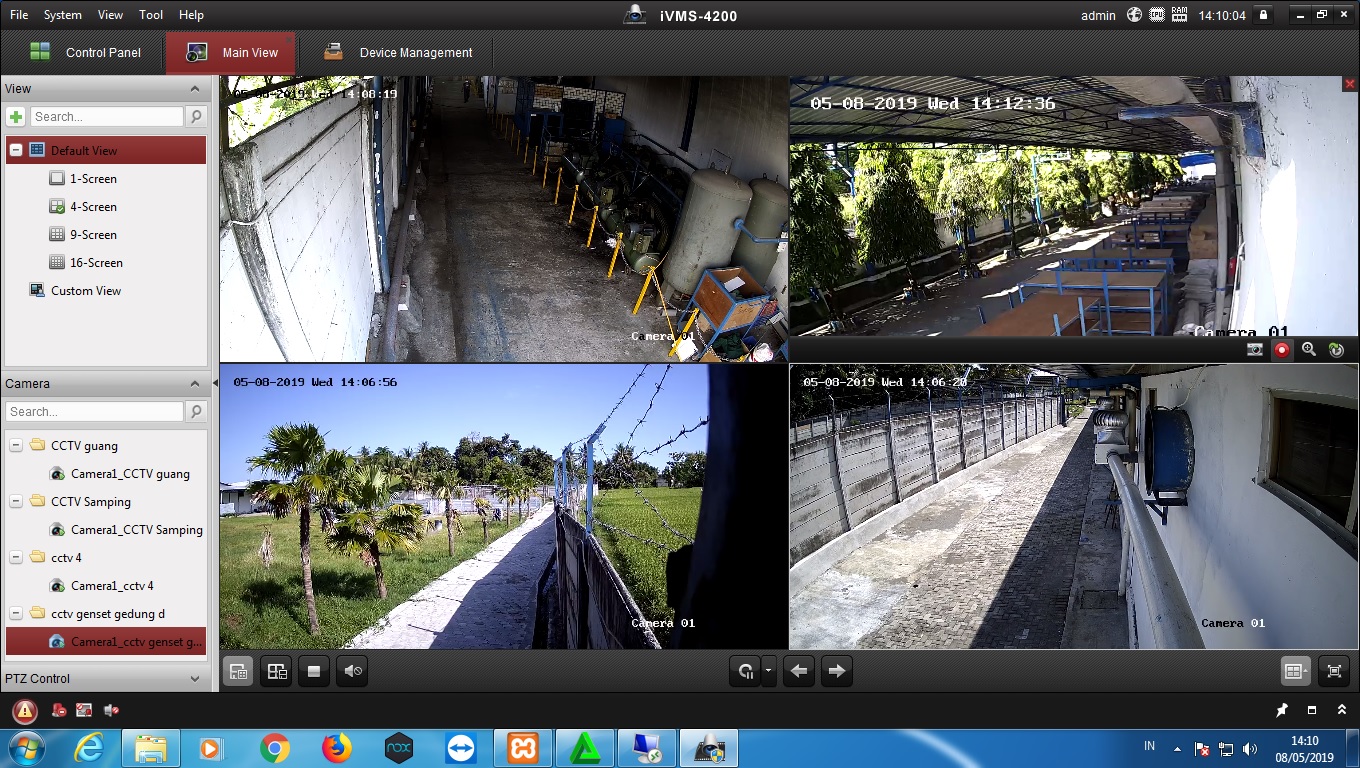 File System View Tool Help
iVMS-4200
admin
14:10:04
Control Panel
Main View
Device Management
View
Search...
Default View
1-Screen
4-Screen
9-Screen
16-Screen
Custom View
Camera
Search...
CCTV guang
Camera1_CCTV guang
CCTV Samping
Camera1_CCTV Samping
cctv 4
Camera1_cctv 4
cctv genset gedung d
Camera1_cctv genset g...
PTZ Control
05-08-2019 Wed 14:08:19
Camera 01
05-08-2019 Wed 14:12:36
Camera 01
05-08-2019 Wed 14:06:56
Camera 01
05-08-2019 Wed 14:06:20
Camera 01
nox
IN
14:10
08/05/2019